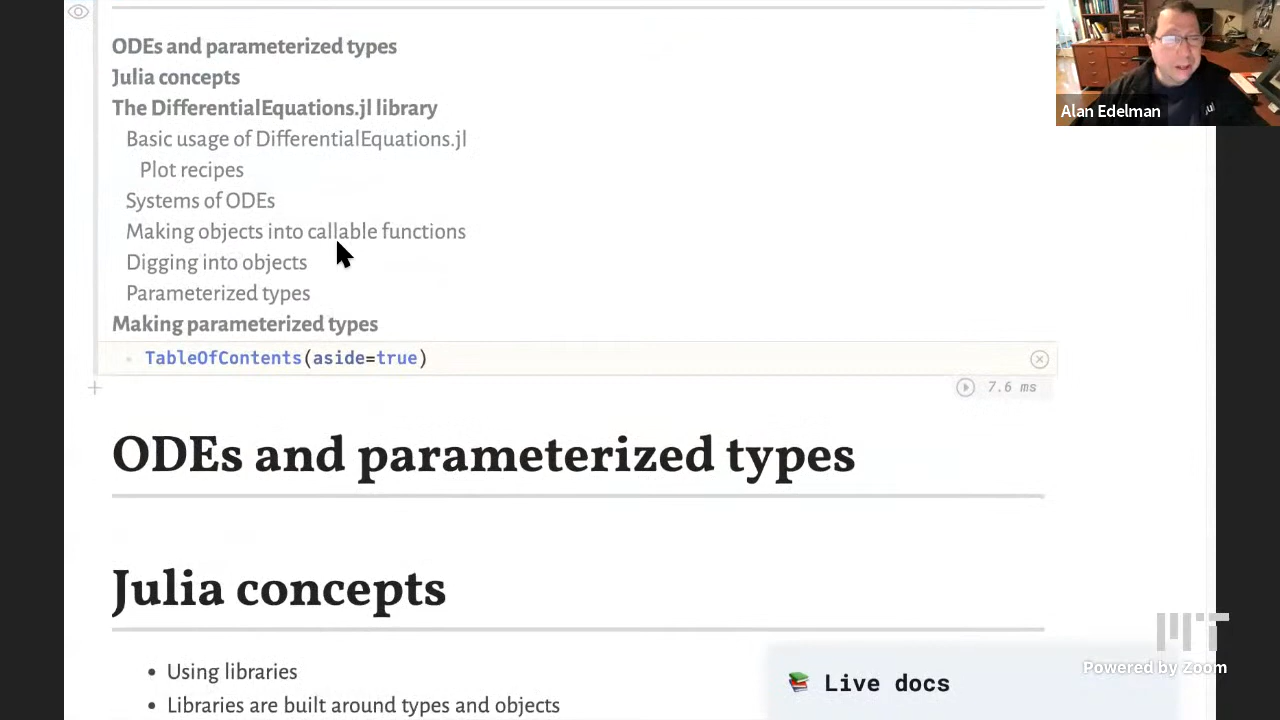 ODEs and parameterized types
Julia concepts
The DifferentialEquations.jl library
Basic usage of DifferentialEquations.jl
Plot recipes
Systems of ODEs
Making objects into callable functions
Digging into objects
Parameterized types
Making parameterized types
TableOfContents(aside=true)
7.6 ms
ODEs and parameterized types
Julia concepts
Using libraries
Libraries are built around types and objects
Live docs
Alan Edelman
MIT
Powered by Zoom